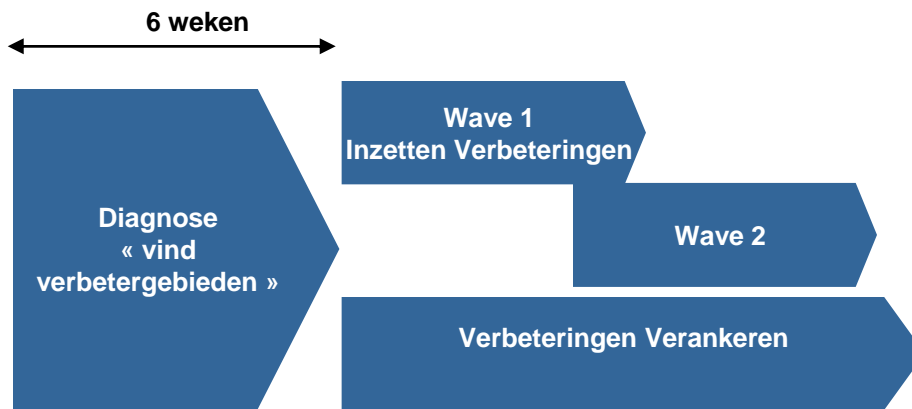 6 weken
Wave 1
Inzetten Verbeteringen
Diagnose
« vind
verbetergebieden »
Wave 2
Verbeteringen Verankeren